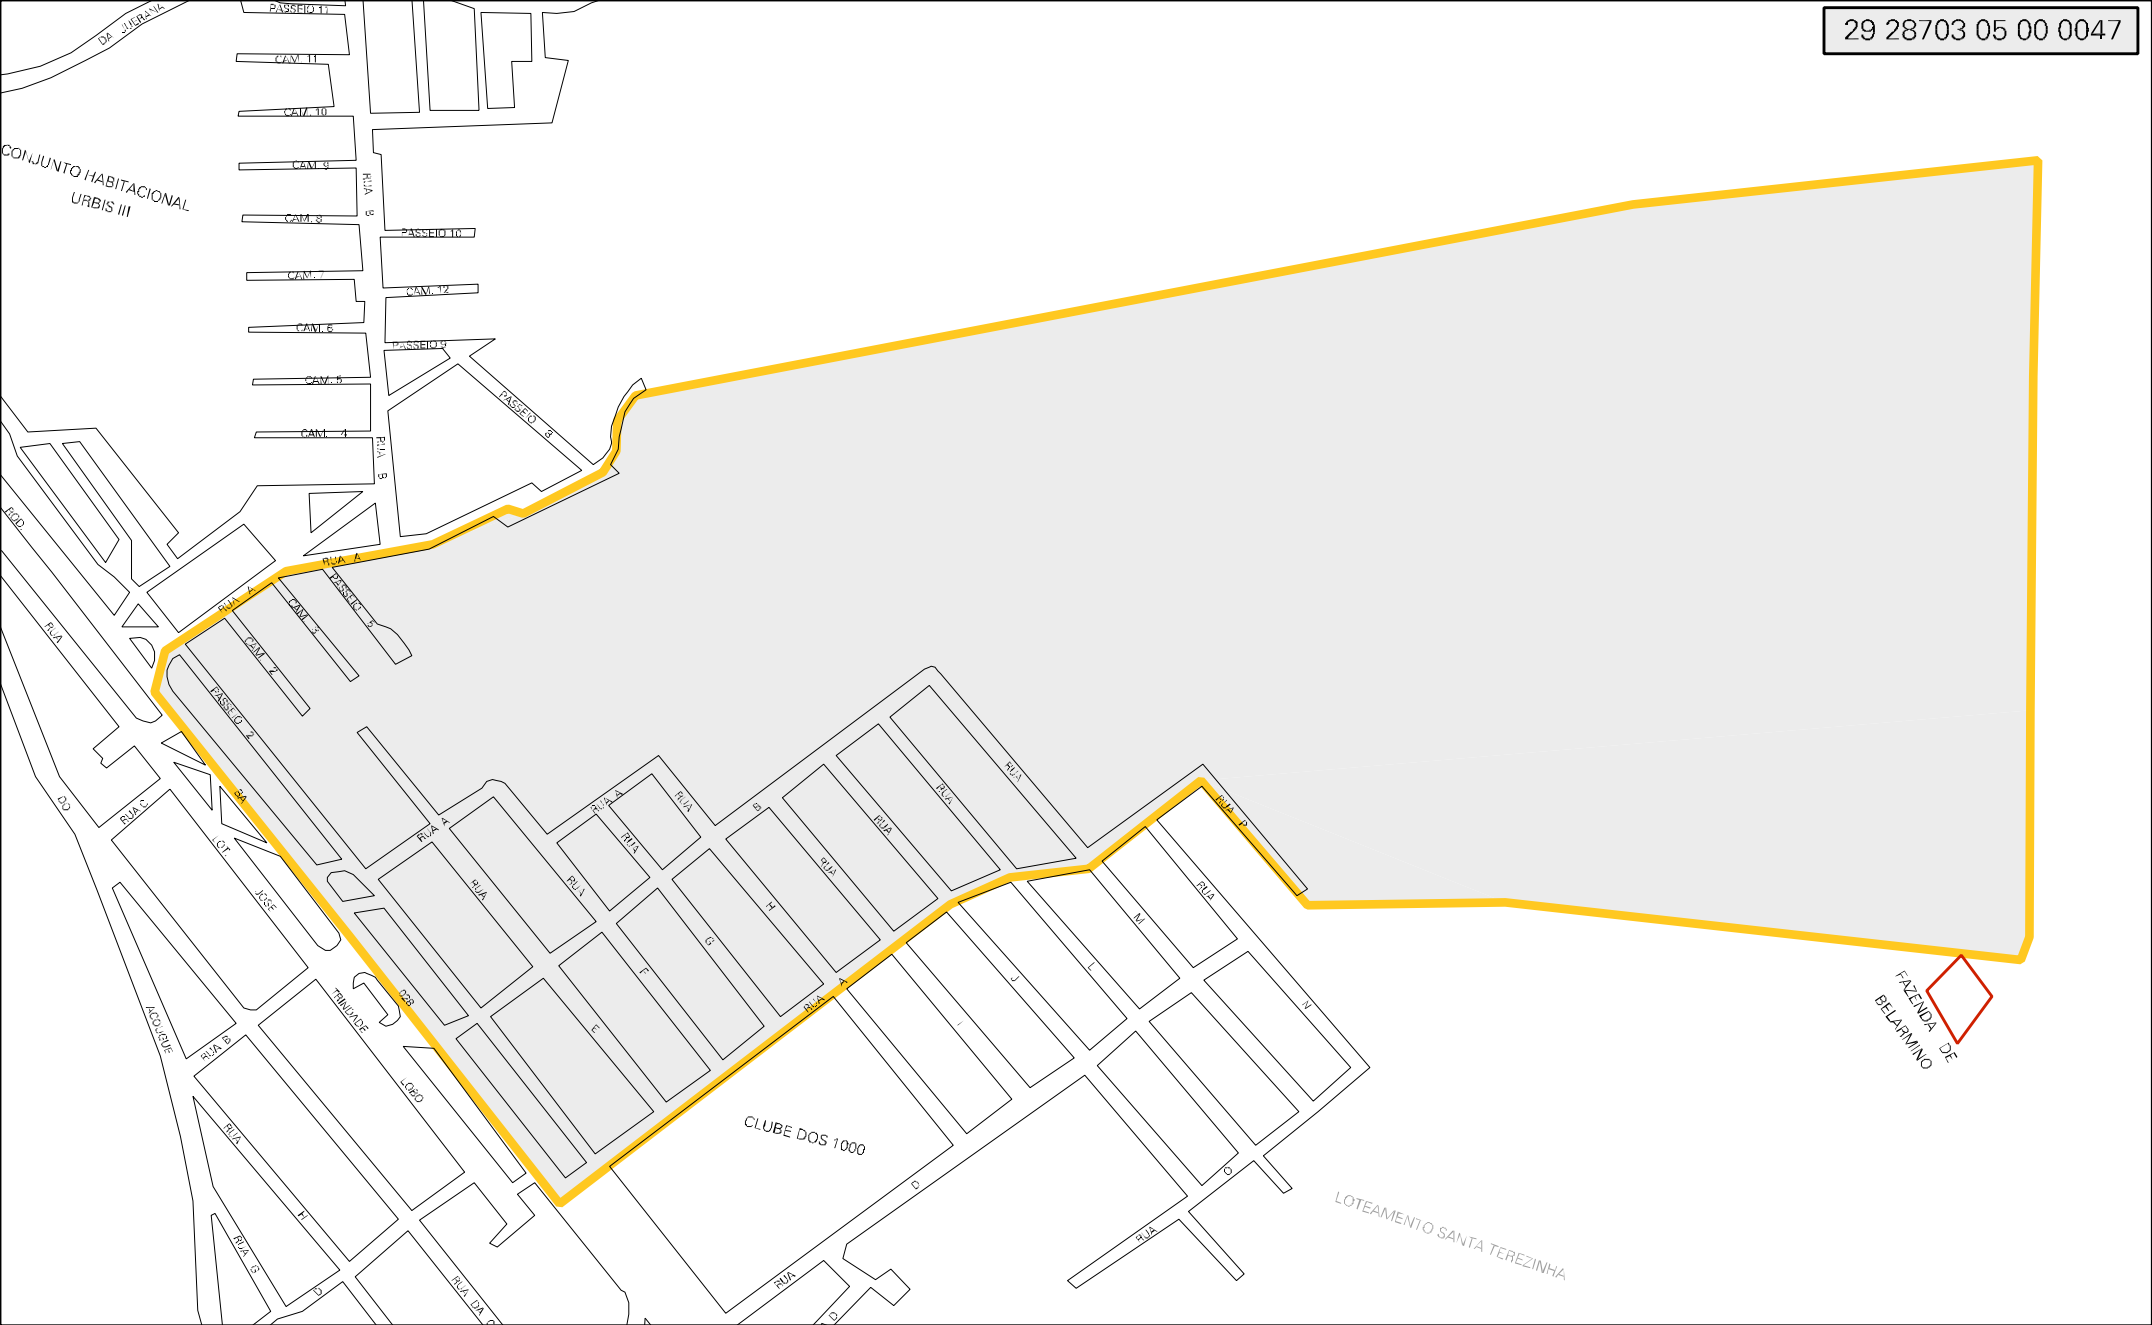 29 28703 05 00 0047
DA JUERANA
PASSEIO 11
CAM. 11
CAM. 10
CONJUNTO HABITACIONAL
URBIS III
CAM. 9
RUA B
CAM. 8
PASSEIO 10
CAM. 7
CAM. 12
CAM. 6
PASSEIO 9
CAM. 5
PASSEIO 3
CAM. 4
RUA B
ROD.
RUA A
RUA A
PASSEIO 5
CAM. 3
CAM. 2
RUA
PASSEIO 2
BA
DO
RUA C
LOT.
JOSÉ
TRINDADE
LOBO
028
AÇOUGUE
RUA A
RUA A
RUA
RUA
RUA
RUA
B
RUA
RUA
RUA
RUA
RUA P
H
G
F
E
RUA A
RUA
M
L
J
I
N
RUA B
RUA
H
RUA G
D
RUA DA
CLUBE DOS 1000
D
RUA
O
RUA
D
LOTEAMENTO SANTA TEREZINHA
FAZENDA DE
BELARMINO